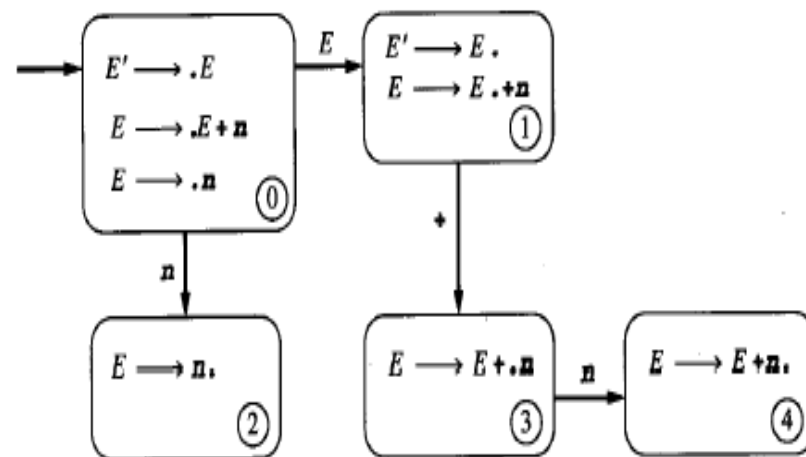 E' ⟶ .E
E ⟶ .E+n
E ⟶ .n
0
E
E' ⟶ E .
E ⟶ E .+n
1
n
+
E ⟶ n.
2
E ⟶ E+.n
3
n
E ⟶ E+n.
4